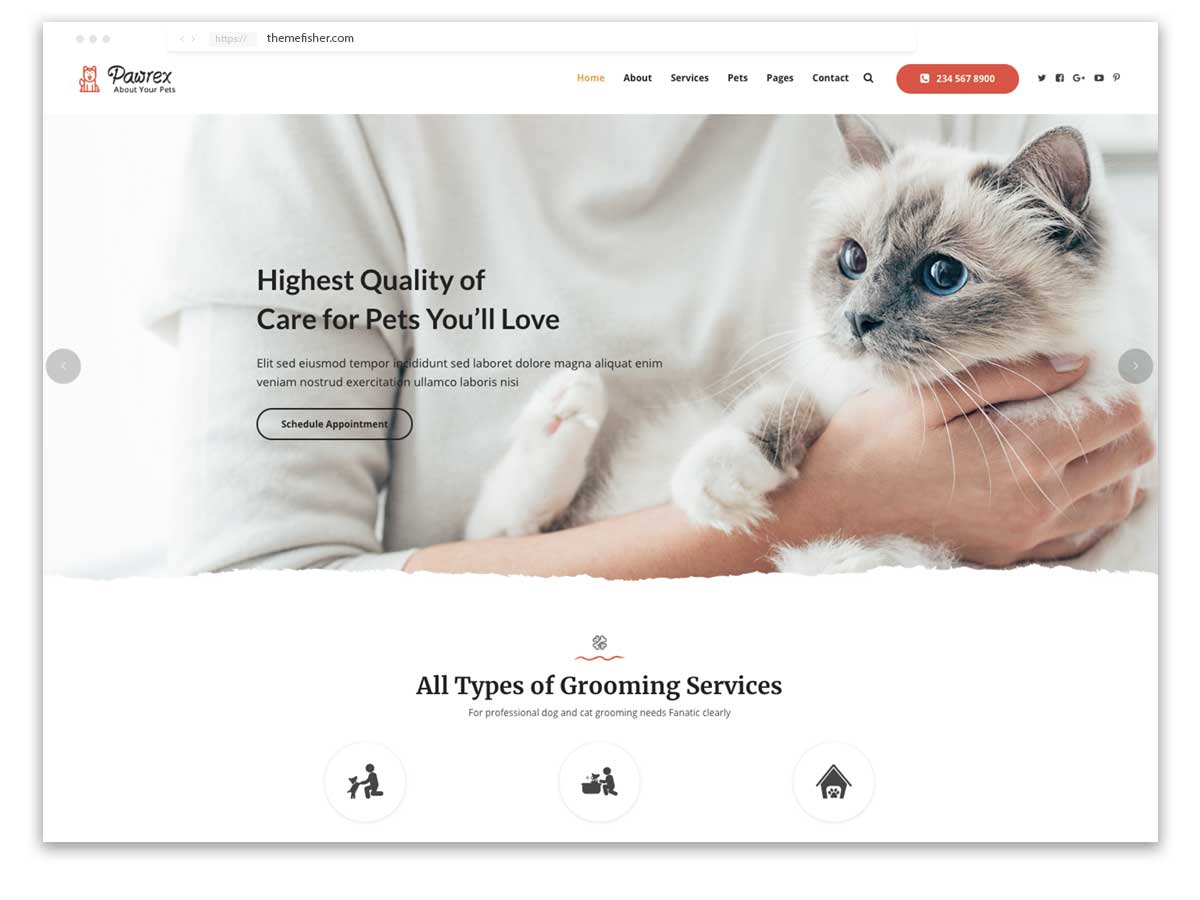 https://
themefisher.com
Pawrex
About Your Pets
Home About Services Pets Pages Contact
234 567 8900
Highest Quality of
Care for Pets You’ll Love
Elit sed eiusmod tempor incididunt sed laboret dolore magna aliquat enim
veniam nostrud exercitation ullamco laboris nisi
Schedule Appointment
All Types of Grooming Services
For professional dog and cat grooming needs Fanatic clearly